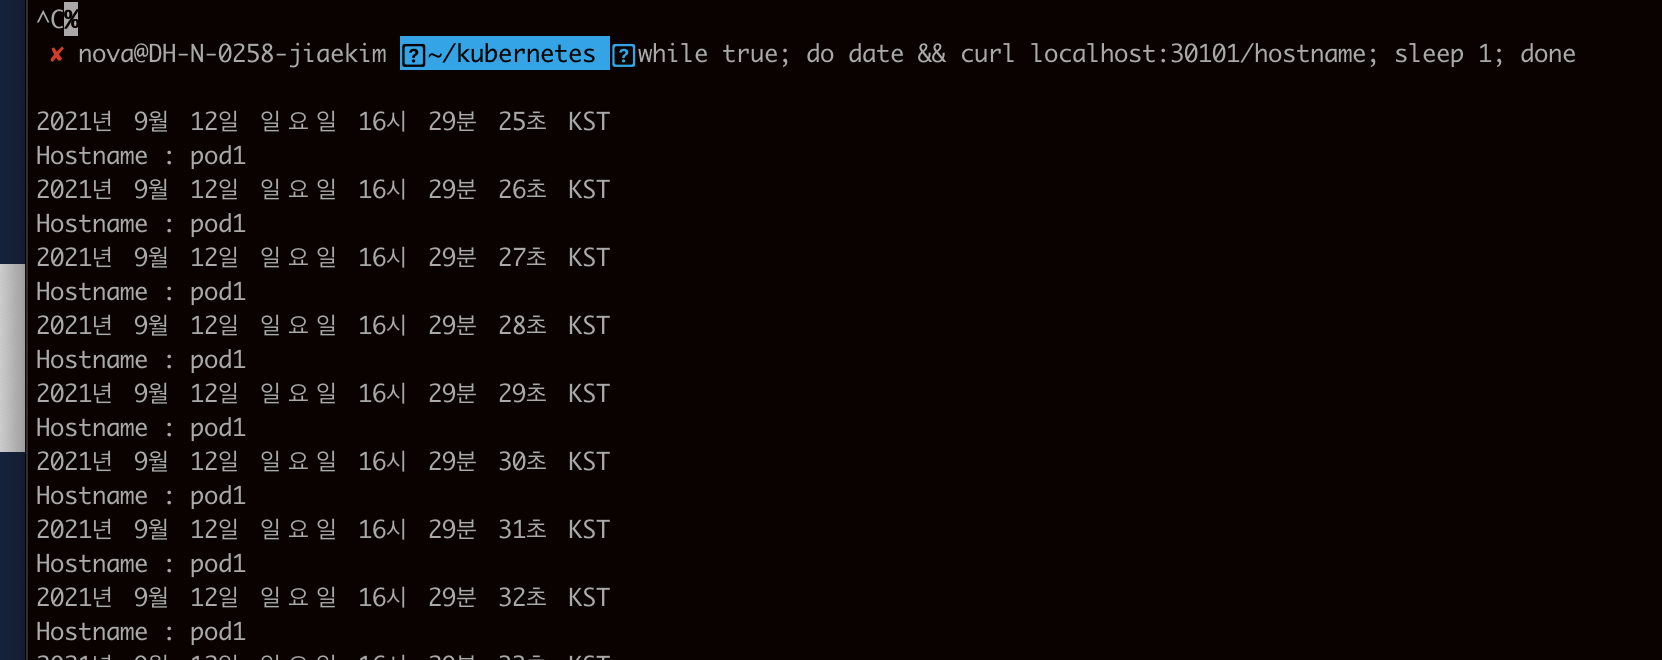 ^C%
✘ nova@DH-N-0258-jiaekim ~/kubernetes while true; do date && curl localhost:30101/hostname; sleep 1; done
2021년 9월 12일 일요일 16시 29분 25초 KST
Hostname : pod1
2021년 9월 12일 일요일 16시 29분 26초 KST
Hostname : pod1
2021년 9월 12일 일요일 16시 29분 27초 KST
Hostname : pod1
2021년 9월 12일 일요일 16시 29분 28초 KST
Hostname : pod1
2021년 9월 12일 일요일 16시 29분 29초 KST
Hostname : pod1
2021년 9월 12일 일요일 16시 29분 30초 KST
Hostname : pod1
2021년 9월 12일 일요일 16시 29분 31초 KST
Hostname : pod1
2021년 9월 12일 일요일 16시 29분 32초 KST
Hostname : pod1